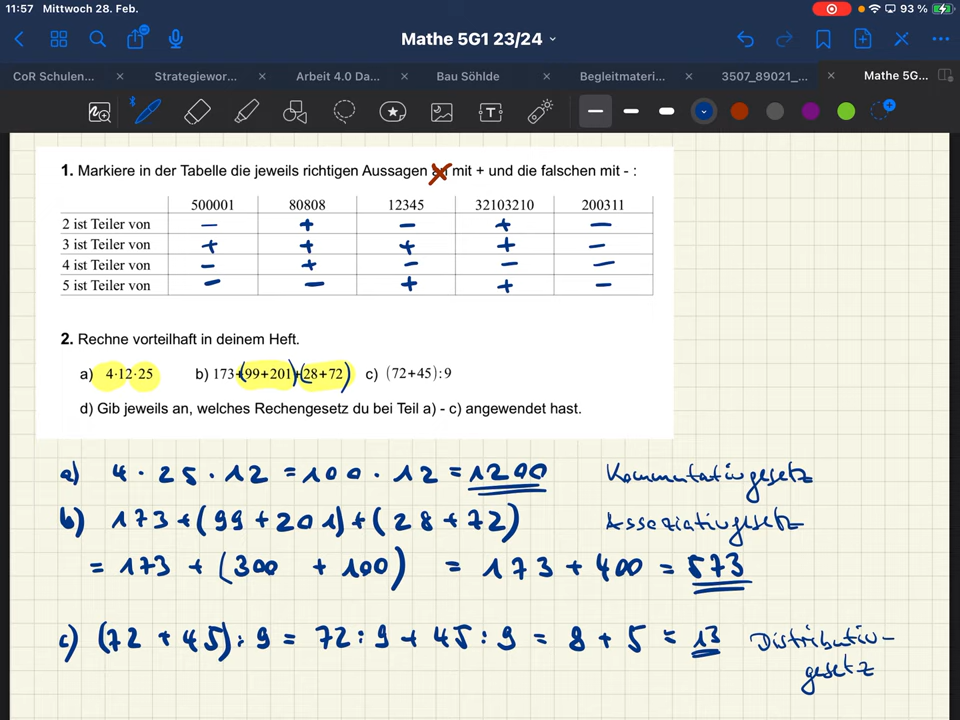 11:57 Mittwoch 28. Feb.
93 %
Mathe 5G1 23/24
CoR Schulen... × Strategiewor... × Arbeit 4.0 Da... × Bau Söhlde × Begleitmateri... × 3507_89021_... × Mathe 5G...
1. Markiere in der Tabelle die jeweils richtigen Aussagen an mit + und die falschen mit - :
500001 80808 12345 32103210 200311
2 ist Teiler von − + − + −
3 ist Teiler von + + + + −
4 ist Teiler von − + − − −
5 ist Teiler von − − + + −
2. Rechne vorteilhaft in deinem Heft.
a) 4·12·25 b) 173+(99+201)+(28+72) c) (72+45):9
d) Gib jeweils an, welches Rechengesetz du bei Teil a) - c) angewendet hast.
a) 4 · 25 · 12 = 100 · 12 = 1200 Kommutativgesetz
b) 173 + (99 + 201) + (28 + 72) Assoziativgesetz
= 173 + (300 + 100) = 173 + 400 = 573
c) (72 + 45) : 9 = 72 : 9 + 45 : 9 = 8 + 5 = 13 Distributiv-
gesetz